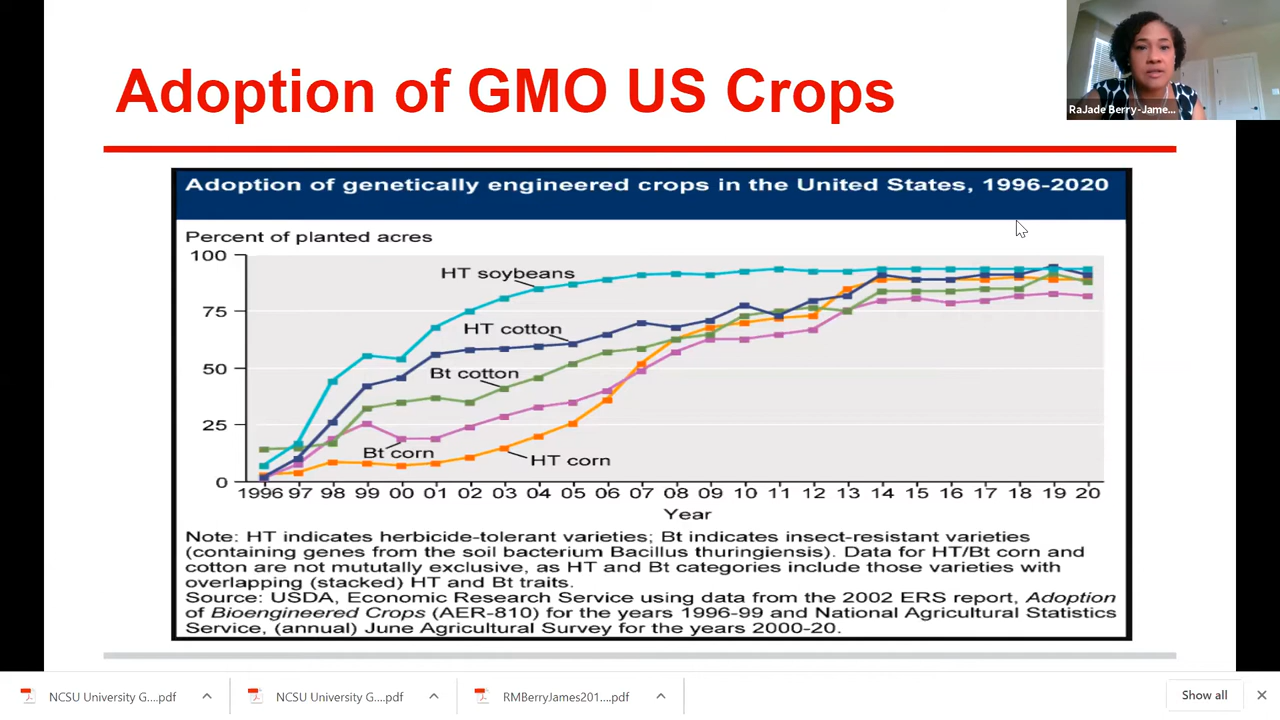 Adoption of GMO US Crops
RaJade Berry-Jame...
Adoption of genetically engineered crops in the United States, 1996-2020
Percent of planted acres
100
75
50
25
0
HT soybeans
HT cotton
Bt cotton
Bt corn
HT corn
1996 97 98 99 00 01 02 03 04 05 06 07 08 09 10 11 12 13 14 15 16 17 18 19 20
Year
Note: HT indicates herbicide-tolerant varieties; Bt indicates insect-resistant varieties
(containing genes from the soil bacterium Bacillus thuringiensis). Data for HT/Bt corn and
cotton are not mututally exclusive, as HT and Bt categories include those varieties with
overlapping (stacked) HT and Bt traits.
Source: USDA, Economic Research Service using data from the 2002 ERS report, Adoption
of Bioengineered Crops (AER-810) for the years 1996-99 and National Agricultural Statistics
Service, (annual) June Agricultural Survey for the years 2000-20.
NCSU University G....pdf
NCSU University G....pdf
RMBerryJames201....pdf
Show all